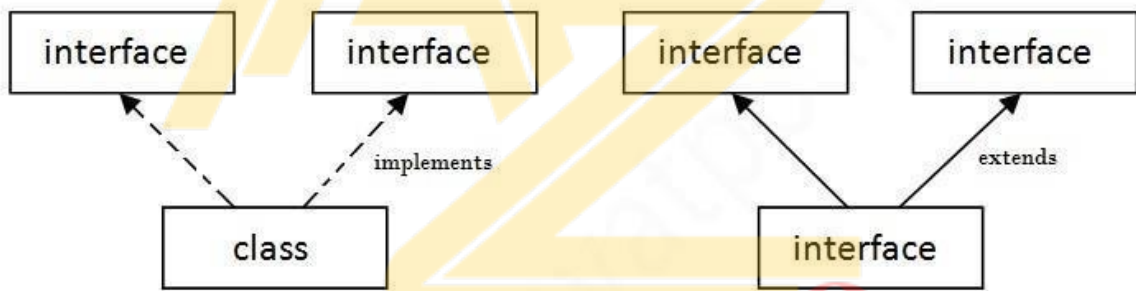 interface interface interface interface
implements extends
class interface